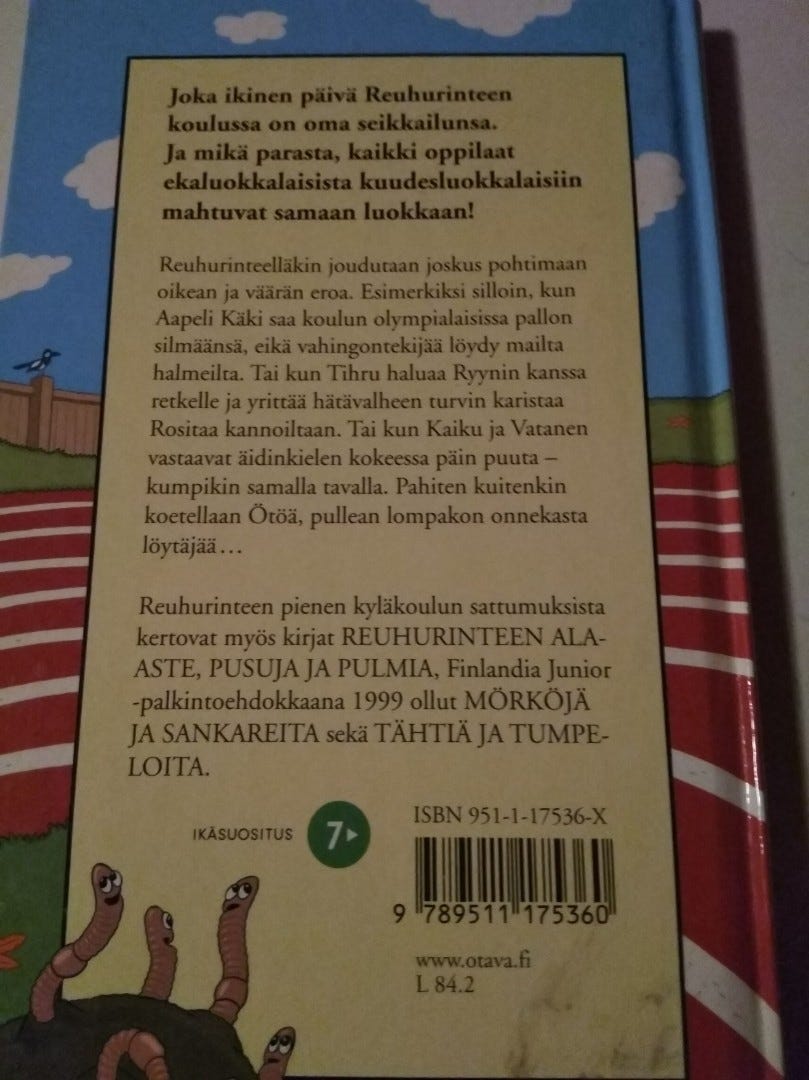 Joka ikinen päivä Reuhurinteen
koulussa on oma seikkailunsa.
Ja mikä parasta, kaikki oppilaat
ekaluokkalaisista kuudesluokkalaisiin
mahtuvat samaan luokkaan!
Reuhurinteelläkin joudutaan joskus pohtimaan
oikean ja väärän eroa. Esimerkiksi silloin, kun
Aapeli Käki saa koulun olympialaisissa pallon
silmäänsä, eikä vahingontekijää löydy mailta
halmeilta. Tai kun Tihru haluaa Ryynin kanssa
retkelle ja yrittää hätävalheen turvin karistaa
Rositaa kannoiltaan. Tai kun Kaiku ja Vatanen
vastaavat äidinkielen kokeessa päin puuta –
kumpikin samalla tavalla. Pahiten kuitenkin
koetellaan Ötöä, pullean lompakon onnekasta
löytäjää...
Reuhurinteen pienen kyläkoulun sattumuksista
kertovat myös kirjat REUHURINTEEN ALA-
ASTE, PUSUJA JA PULMIA, Finlandia Junior
-palkintoehdokkaana 1999 ollut MÖRKÖJÄ
JA SANKAREITA sekä TÄHTIÄ JA TUMPE-
LOITA.
IKÄSUOSITUS 7▸
ISBN 951-1-17536-X
9 789511 175360
www.otava.fi
L 84.2